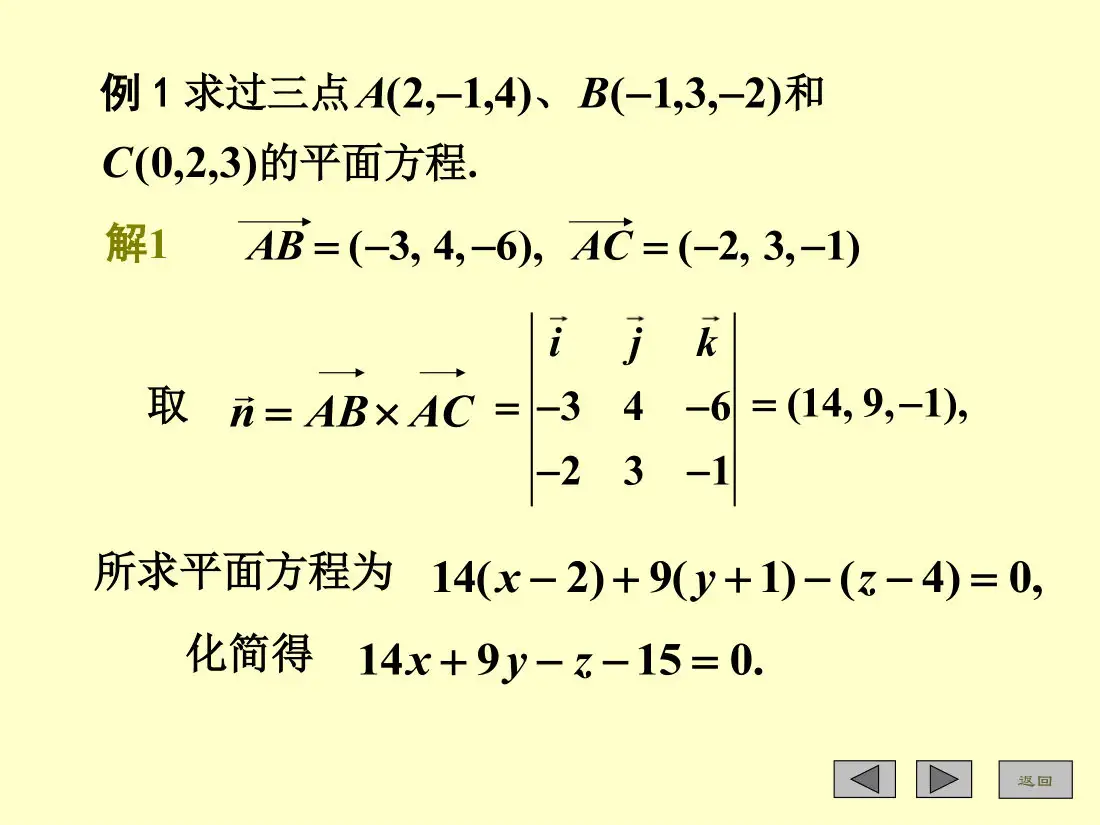 例 1 求过三点 A(2,−1,4)、B(−1,3,−2)和
C(0,2,3)的平面方程.
解1 AB = (−3, 4, −6), AC = (−2, 3, −1)
取 n = AB × AC = | i j k | = (14, 9, −1),
−3 4 −6
−2 3 −1
所求平面方程为 14(x − 2) + 9(y + 1) − (z − 4) = 0,
化简得 14x + 9y − z − 15 = 0.
返回